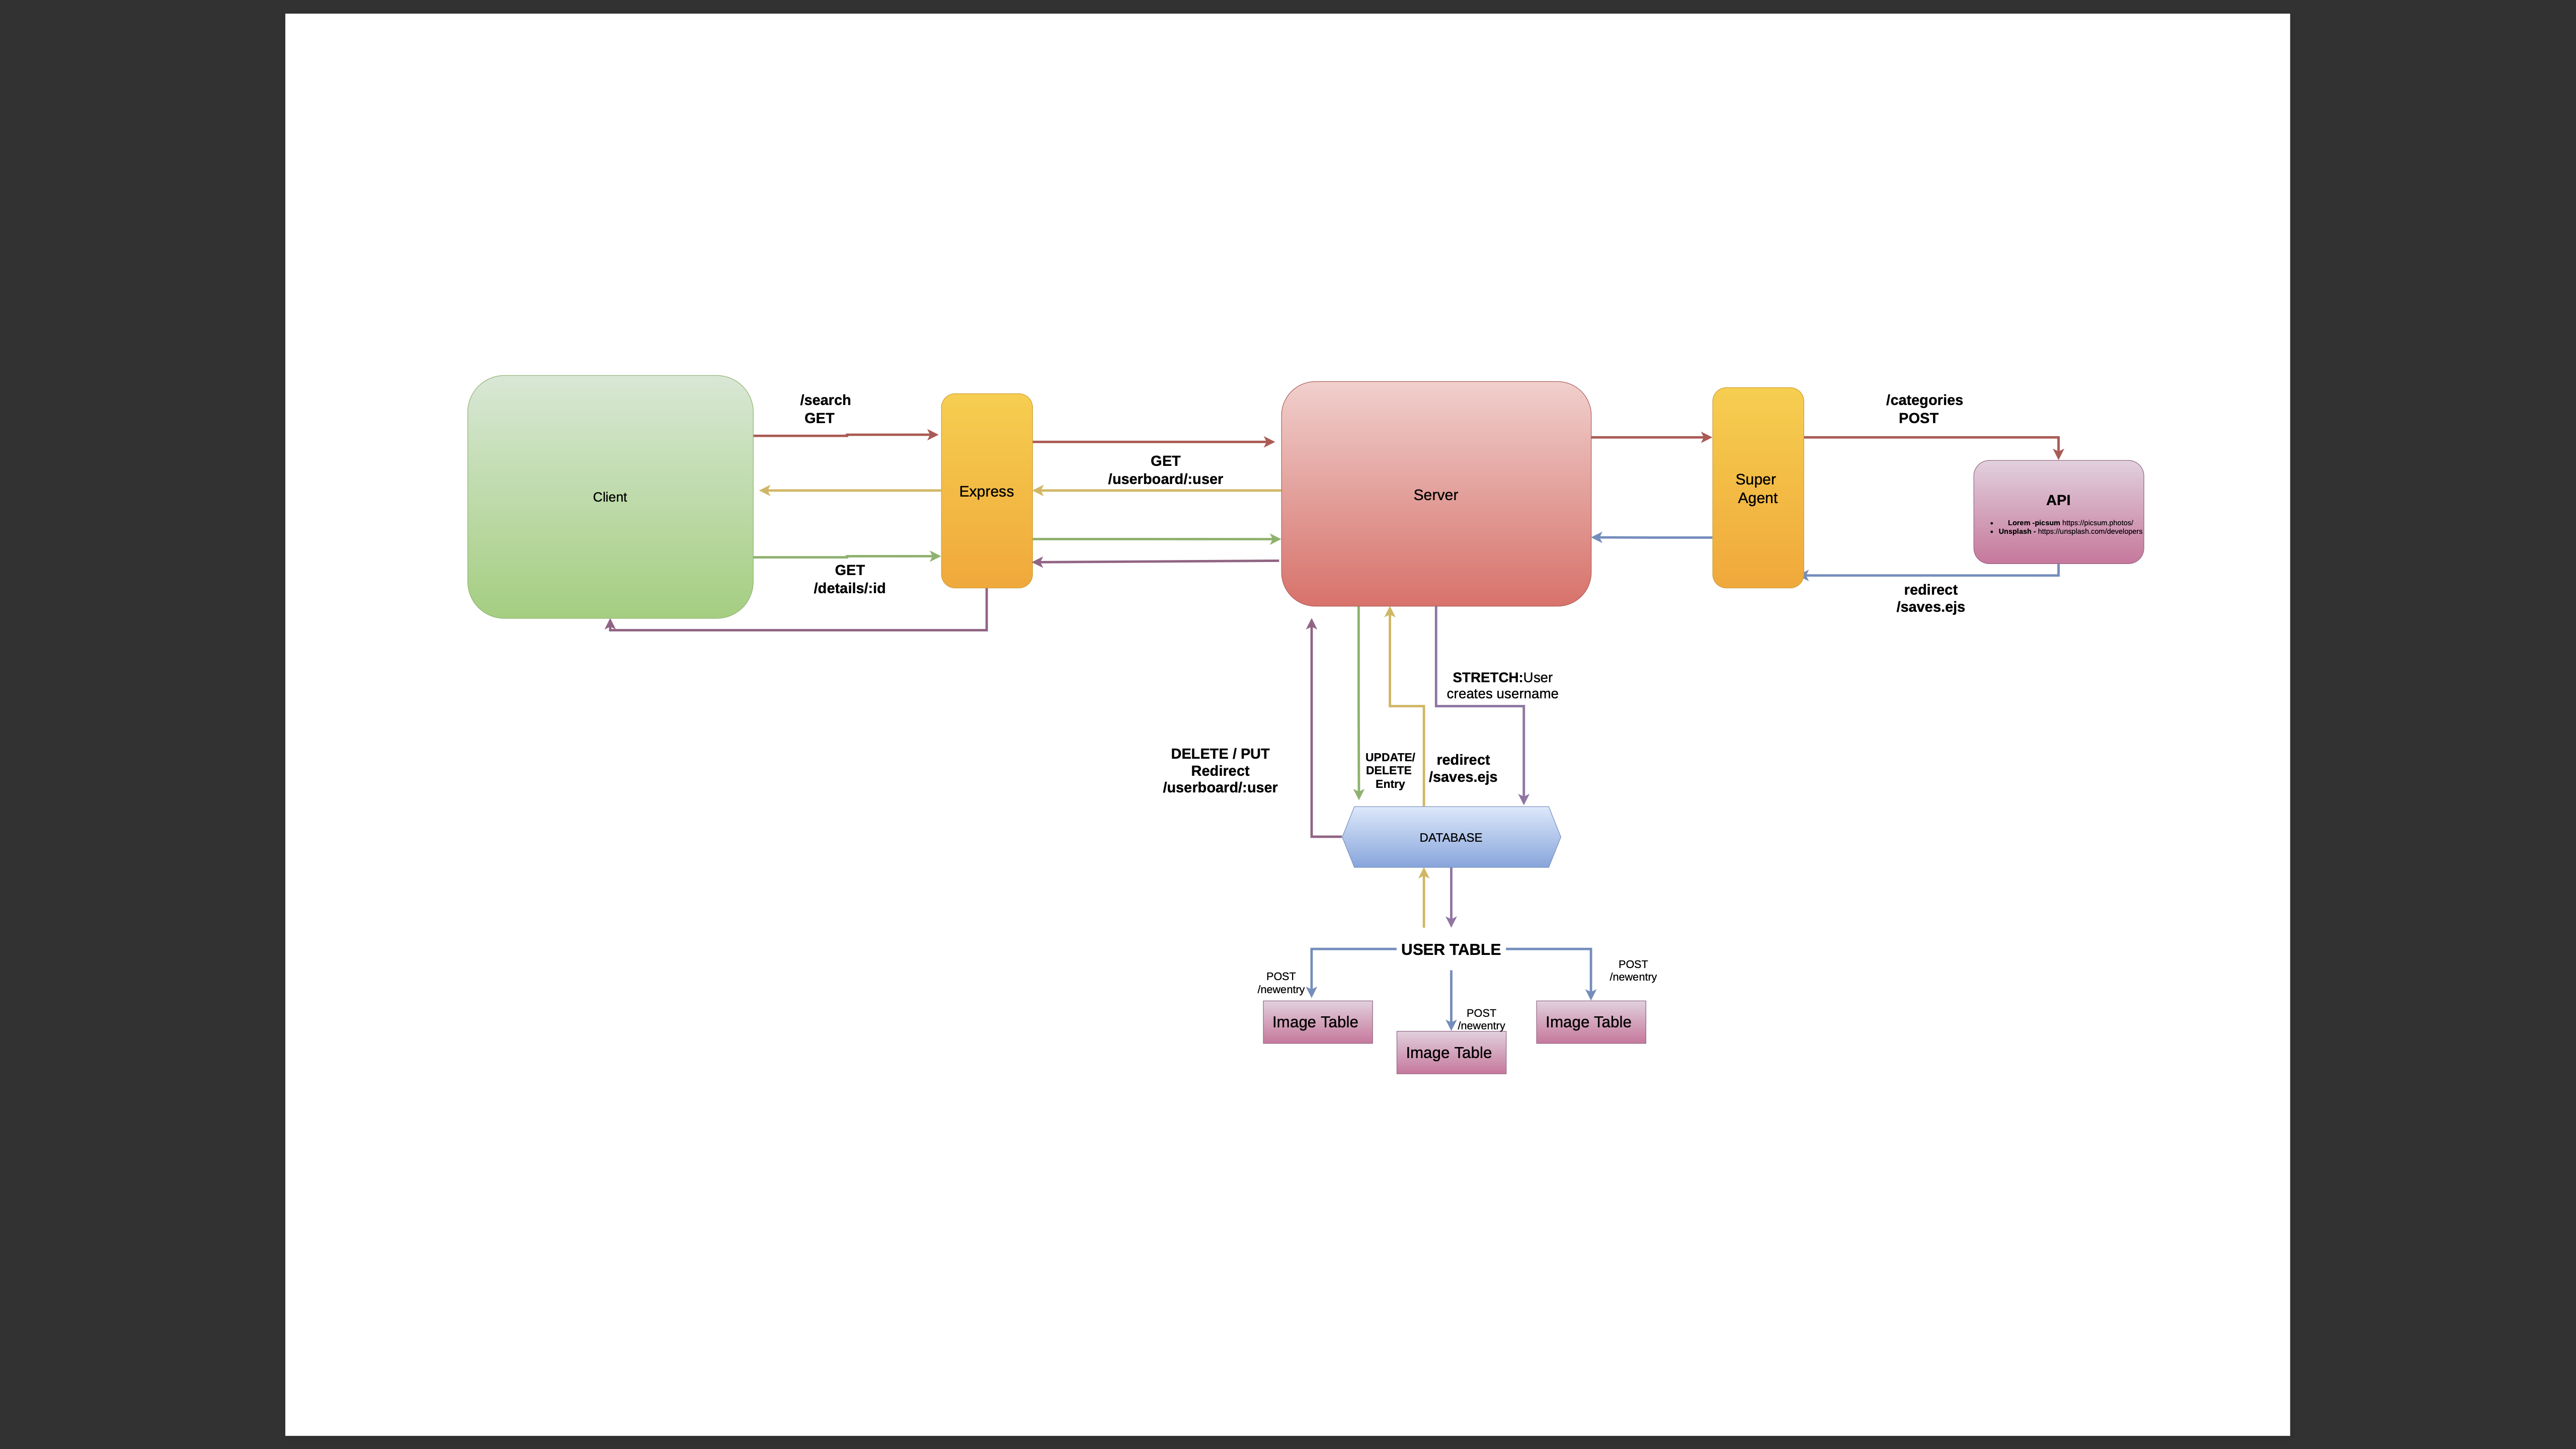 /search
GET
/categories
POST
GET
/userboard/:user
Client
Express
Server
Super
Agent
API
Lorem -picsum https://picsum.photos/
Unsplash - https://unsplash.com/developers
GET
/details/:id
redirect
/saves.ejs
STRETCH:User
creates username
DELETE / PUT
Redirect
/userboard/:user
UPDATE/
DELETE
Entry
redirect
/saves.ejs
DATABASE
USER TABLE
POST
/newentry
POST
/newentry
POST
/newentry
Image Table
Image Table
Image Table